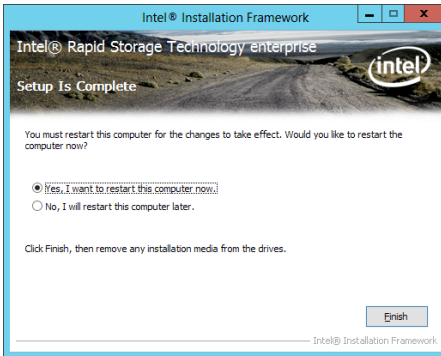 Intel® Installation Framework
Intel® Rapid Storage Technology enterprise
intel
Setup Is Complete
You must restart this computer for the changes to take effect. Would you like to restart the
computer now?
Yes, I want to restart this computer now.
No, I will restart this computer later.
Click Finish, then remove any installation media from the drives.
Finish
Intel® Installation Framework